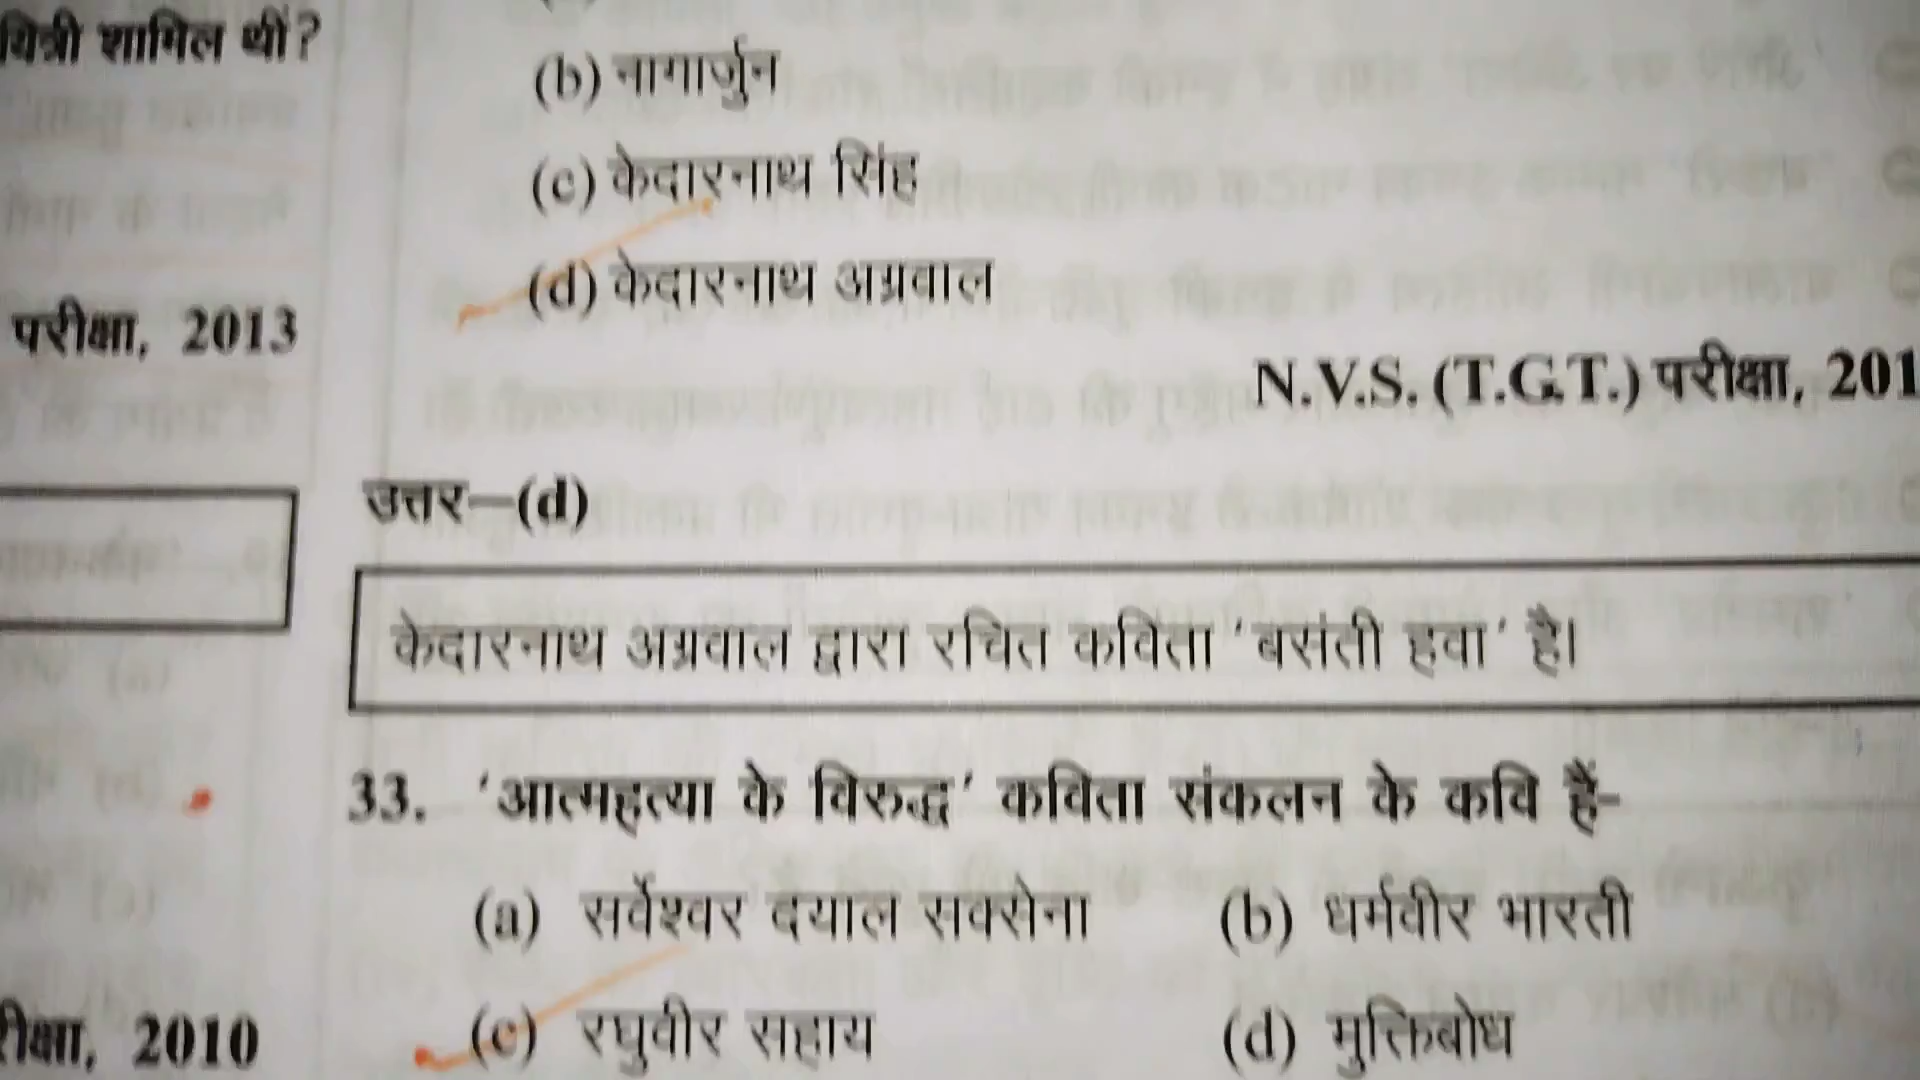 शामिल थीं?
परीक्षा, 2013
2010
(b) नागार्जुन
(c) केदारनाथ सिंह
(d) केदारनाथ अग्रवाल
N.V.S. (T.G.T.) परीक्षा, 201
उत्तर—(d)
केदारनाथ अग्रवाल द्वारा रचित कविता ‘बसंती हवा’ है।
33. ‘आत्महत्या के विरुद्ध’ कविता संकलन के कवि हैं-
(a) सर्वेश्वर दयाल सक्सेना (b) धर्मवीर भारती
(c) रघुवीर सहाय (d) मुक्तिबोध